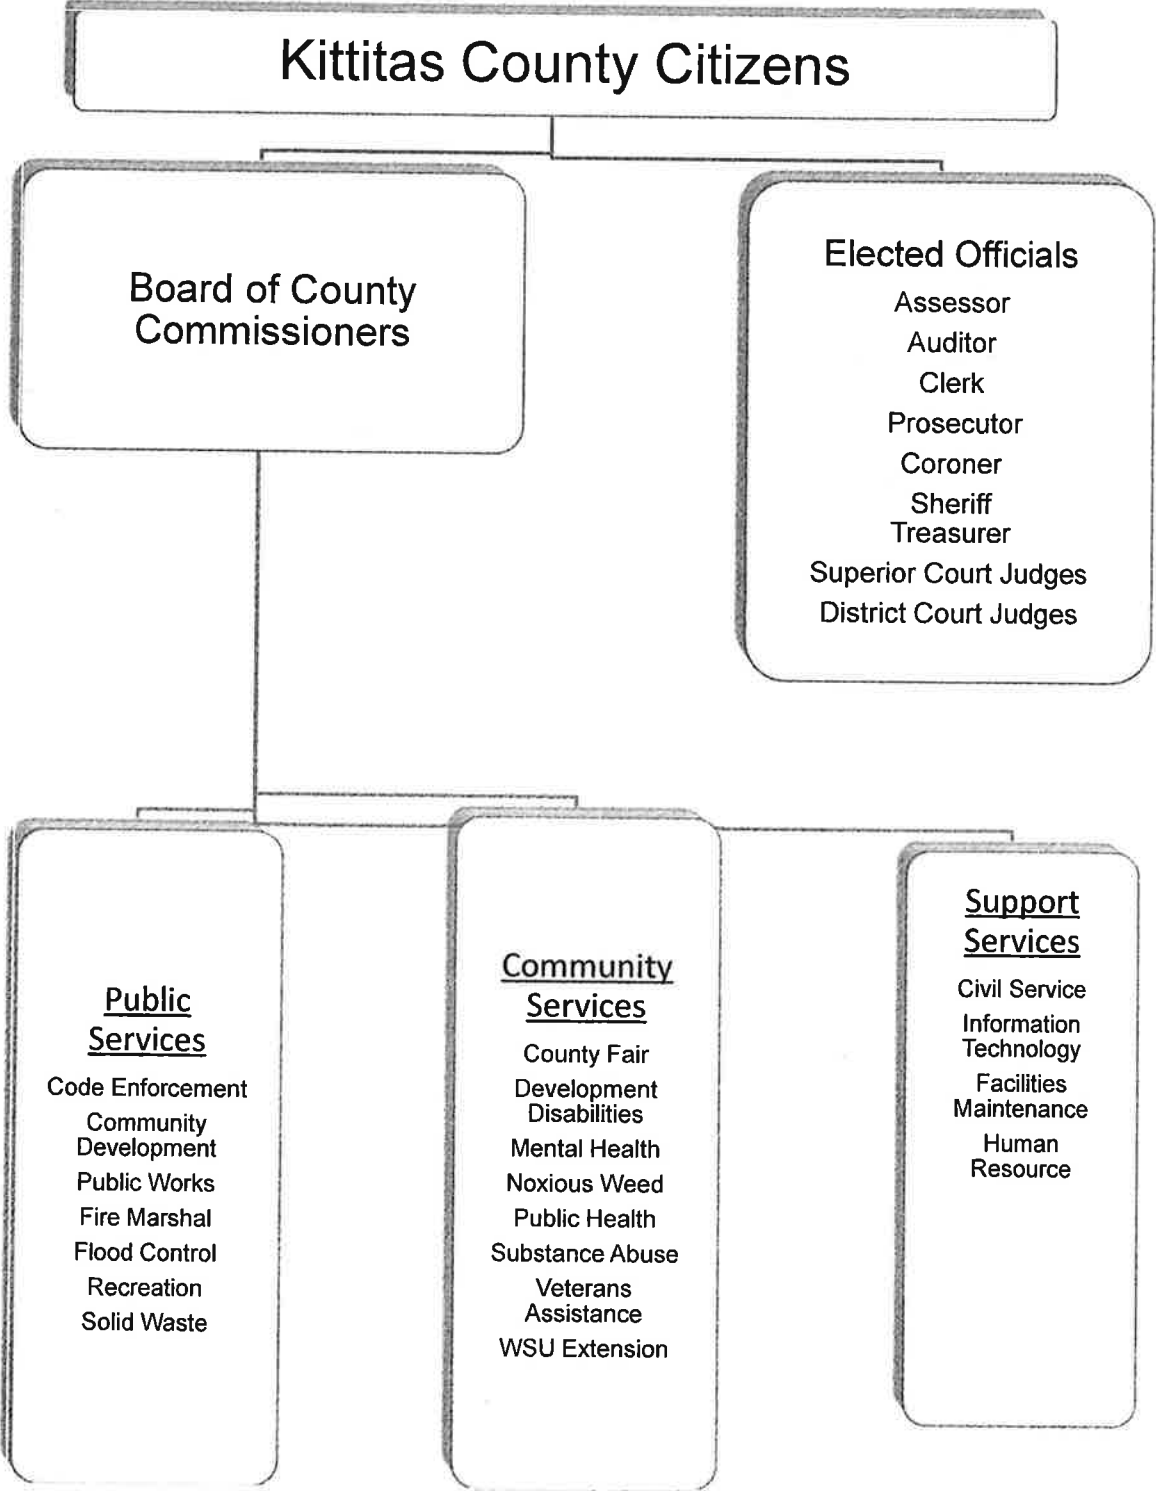 Kittitas County Citizens
Board of County
Commissioners
Elected Officials
Assessor
Auditor
Clerk
Prosecutor
Coroner
Sheriff
Treasurer
Superior Court Judges
District Court Judges
Public
Services
Code Enforcement
Community
Development
Public Works
Fire Marshal
Flood Control
Recreation
Solid Waste
Community
Services
County Fair
Development
Disabilities
Mental Health
Noxious Weed
Public Health
Substance Abuse
Veterans
Assistance
WSU Extension
Support
Services
Civil Service
Information
Technology
Facilities
Maintenance
Human
Resource